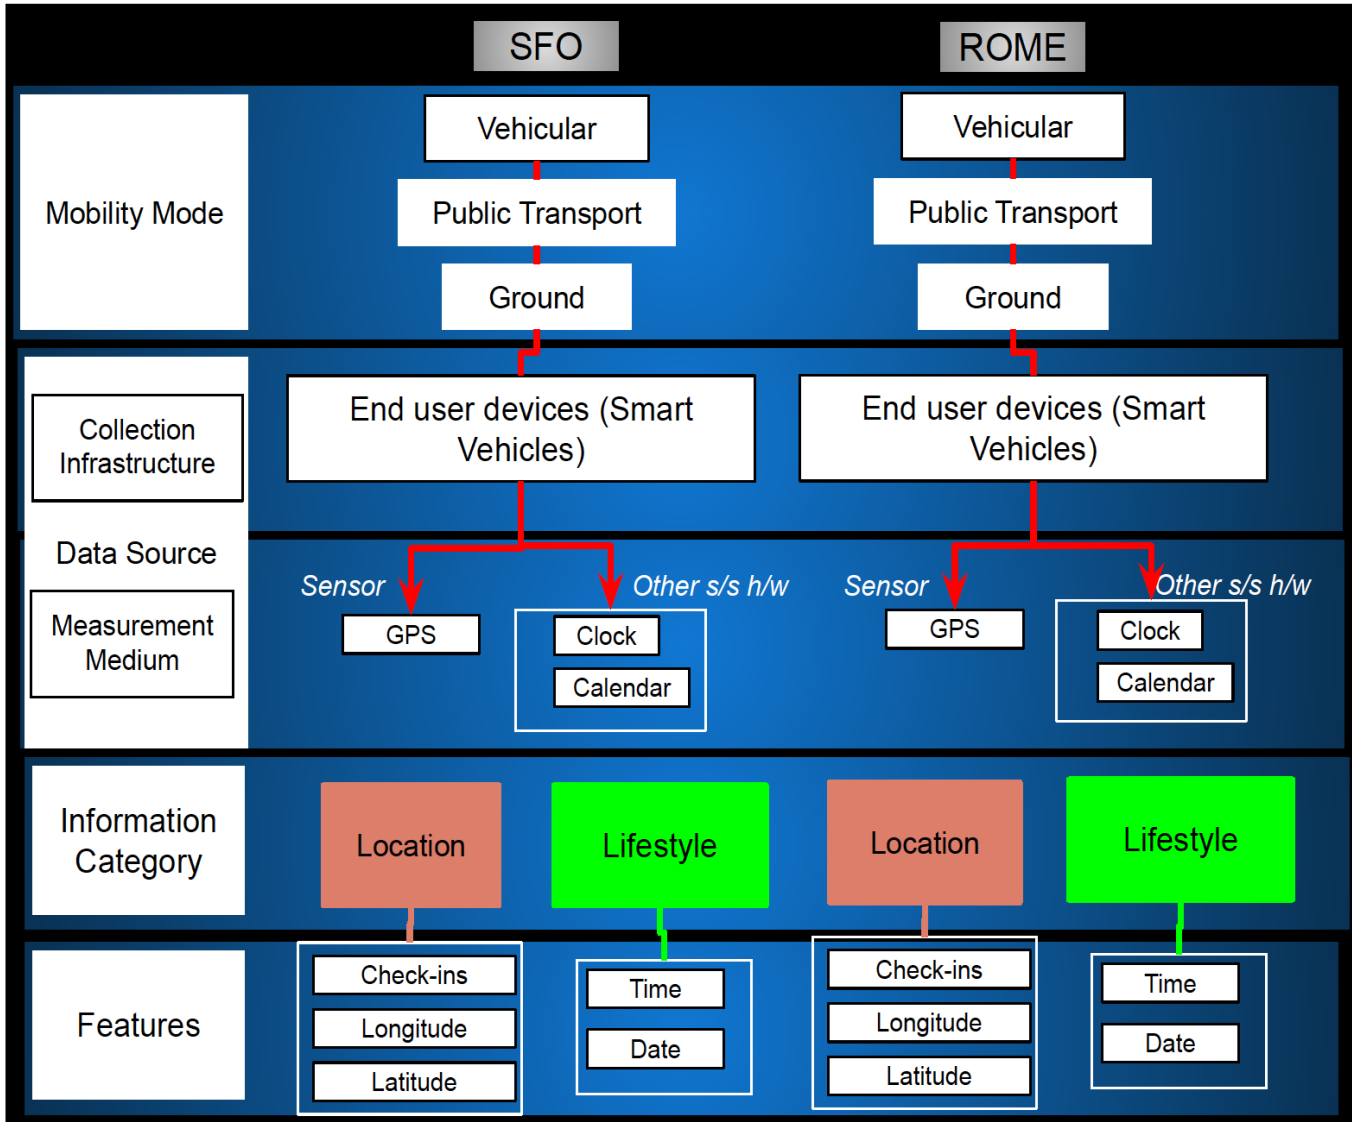 SFO
ROME
Mobility Mode
Vehicular
Vehicular
Public Transport
Public Transport
Ground
Ground
Collection
Infrastructure
End user devices (Smart
Vehicles)
End user devices (Smart
Vehicles)
Data Source
Measurement
Medium
Sensor
Other s/s h/w
Sensor
Other s/s h/w
GPS
Clock
Calendar
GPS
Clock
Calendar
Information
Category
Location
Lifestyle
Location
Lifestyle
Features
Check-ins
Longitude
Latitude
Time
Date
Check-ins
Longitude
Latitude
Time
Date